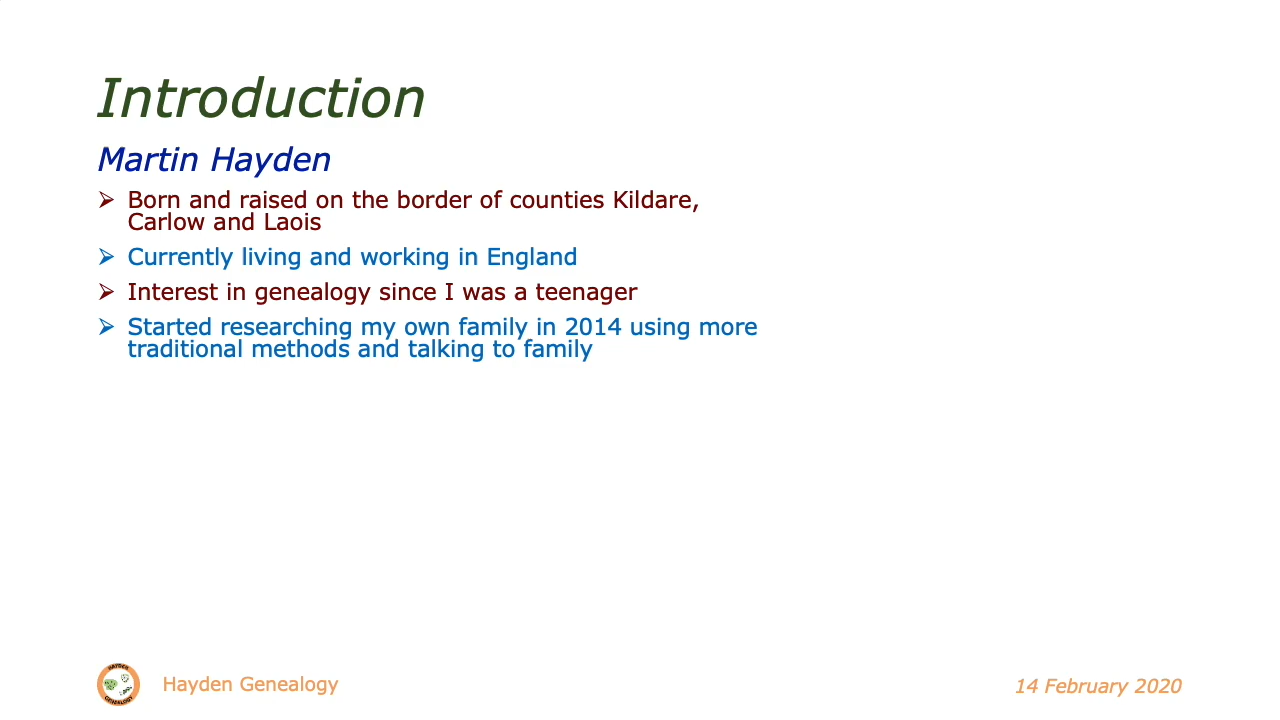 Introduction
Martin Hayden
➢ Born and raised on the border of counties Kildare,
Carlow and Laois
➢ Currently living and working in England
➢ Interest in genealogy since I was a teenager
➢ Started researching my own family in 2014 using more
traditional methods and talking to family
HAYDEN
GENEALOGY
Hayden Genealogy
14 February 2020